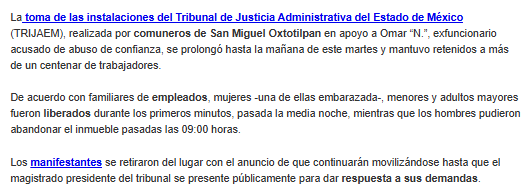 La toma de las instalaciones del Tribunal de Justicia Administrativa del Estado de México
(TRIJAEM), realizada por comuneros de San Miguel Oxtotilpan en apoyo a Omar “N.”, exfuncionario
acusado de abuso de confianza, se prolongó hasta la mañana de este martes y mantuvo retenidos a más
de un centenar de trabajadores.
De acuerdo con familiares de empleados, mujeres -una de ellas embarazada-, menores y adultos mayores
fueron liberados durante los primeros minutos, pasada la media noche, mientras que los hombres pudieron
abandonar el inmueble pasadas las 09:00 horas.
Los manifestantes se retiraron del lugar con el anuncio de que continuarán movilizándose hasta que el
magistrado presidente del tribunal se presente públicamente para dar respuesta a sus demandas.